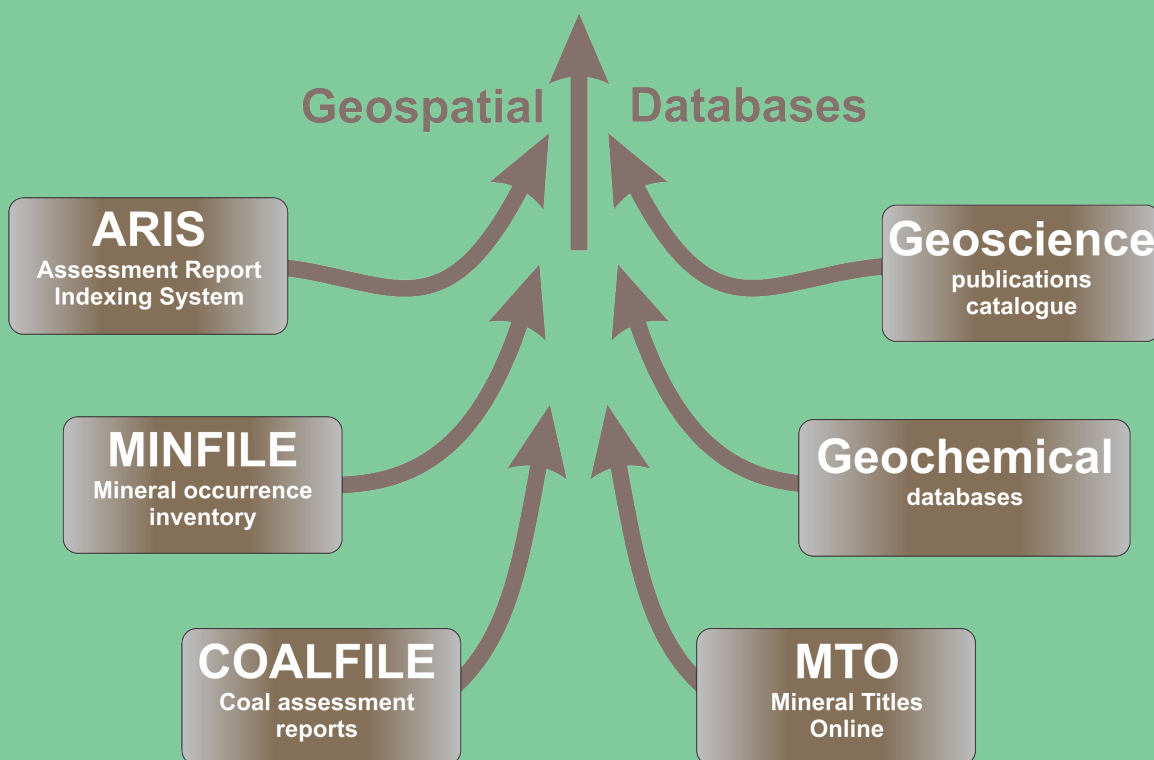 Geospatial Databases
ARIS
Assessment Report
Indexing System
Geoscience
publications
catalogue
MINFILE
Mineral occurrence
inventory
Geochemical
databases
COALFILE
Coal assessment
reports
MTO
Mineral Titles
Online